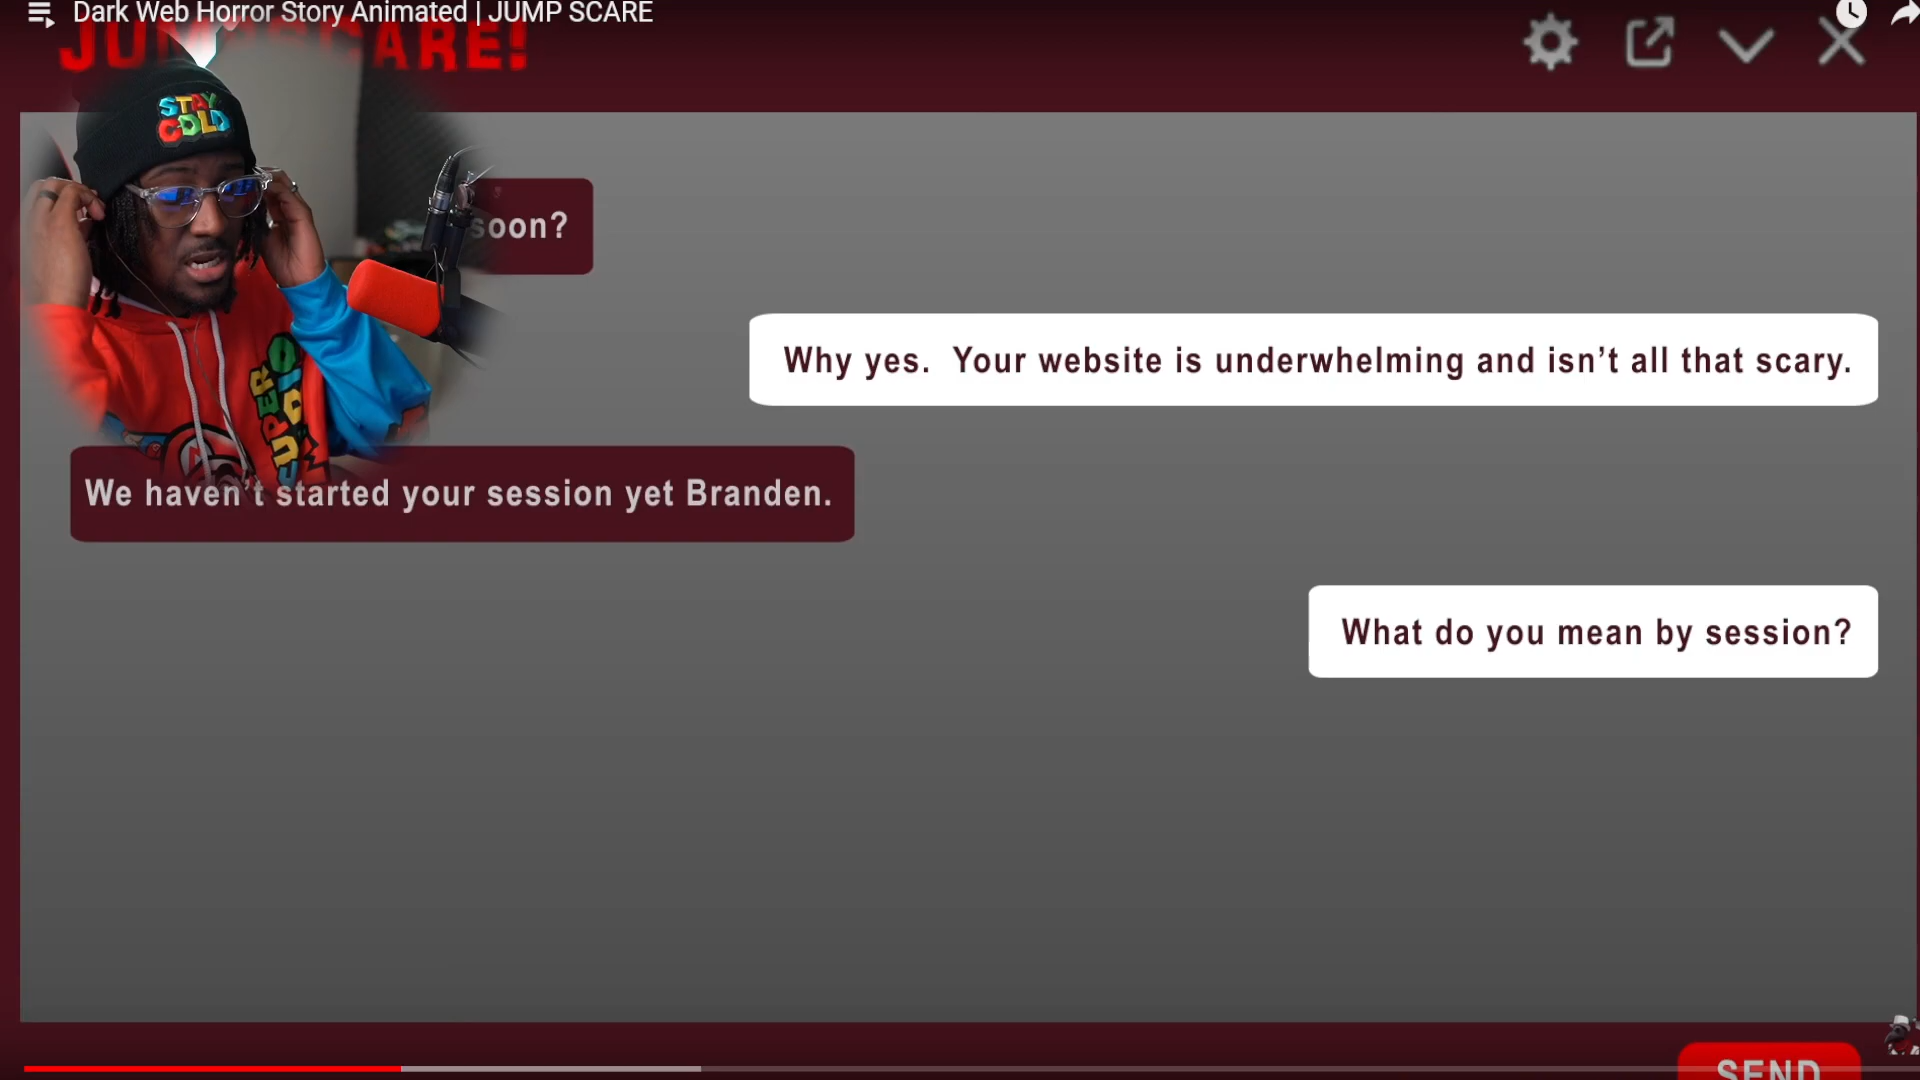 Dark Web Horror Story Animated | JUMP SCARE
STAY
COLD
soon?
Why yes. Your website is underwhelming and isn't all that scary.
We haven't started your session yet Branden.
What do you mean by session?
SUPER
SEND